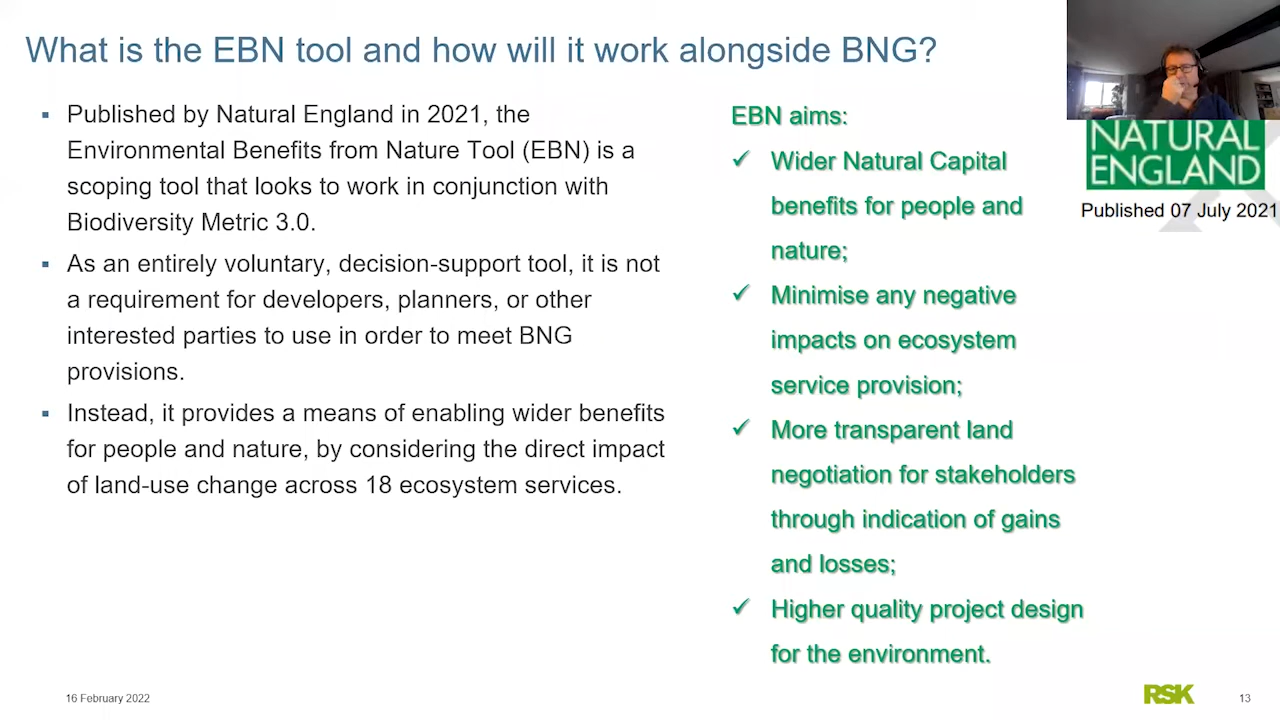 What is the EBN tool and how will it work alongside BNG?
Published by Natural England in 2021, the
Environmental Benefits from Nature Tool (EBN) is a
scoping tool that looks to work in conjunction with
Biodiversity Metric 3.0.
As an entirely voluntary, decision-support tool, it is not
a requirement for developers, planners, or other
interested parties to use in order to meet BNG
provisions.
Instead, it provides a means of enabling wider benefits
for people and nature, by considering the direct impact
of land-use change across 18 ecosystem services.
EBN aims:
Wider Natural Capital
benefits for people and
nature;
Minimise any negative
impacts on ecosystem
service provision;
More transparent land
negotiation for stakeholders
through indication of gains
and losses;
Higher quality project design
for the environment.
NATURAL
ENGLAND
Published 07 July 2021
16 February 2022
RSK
13